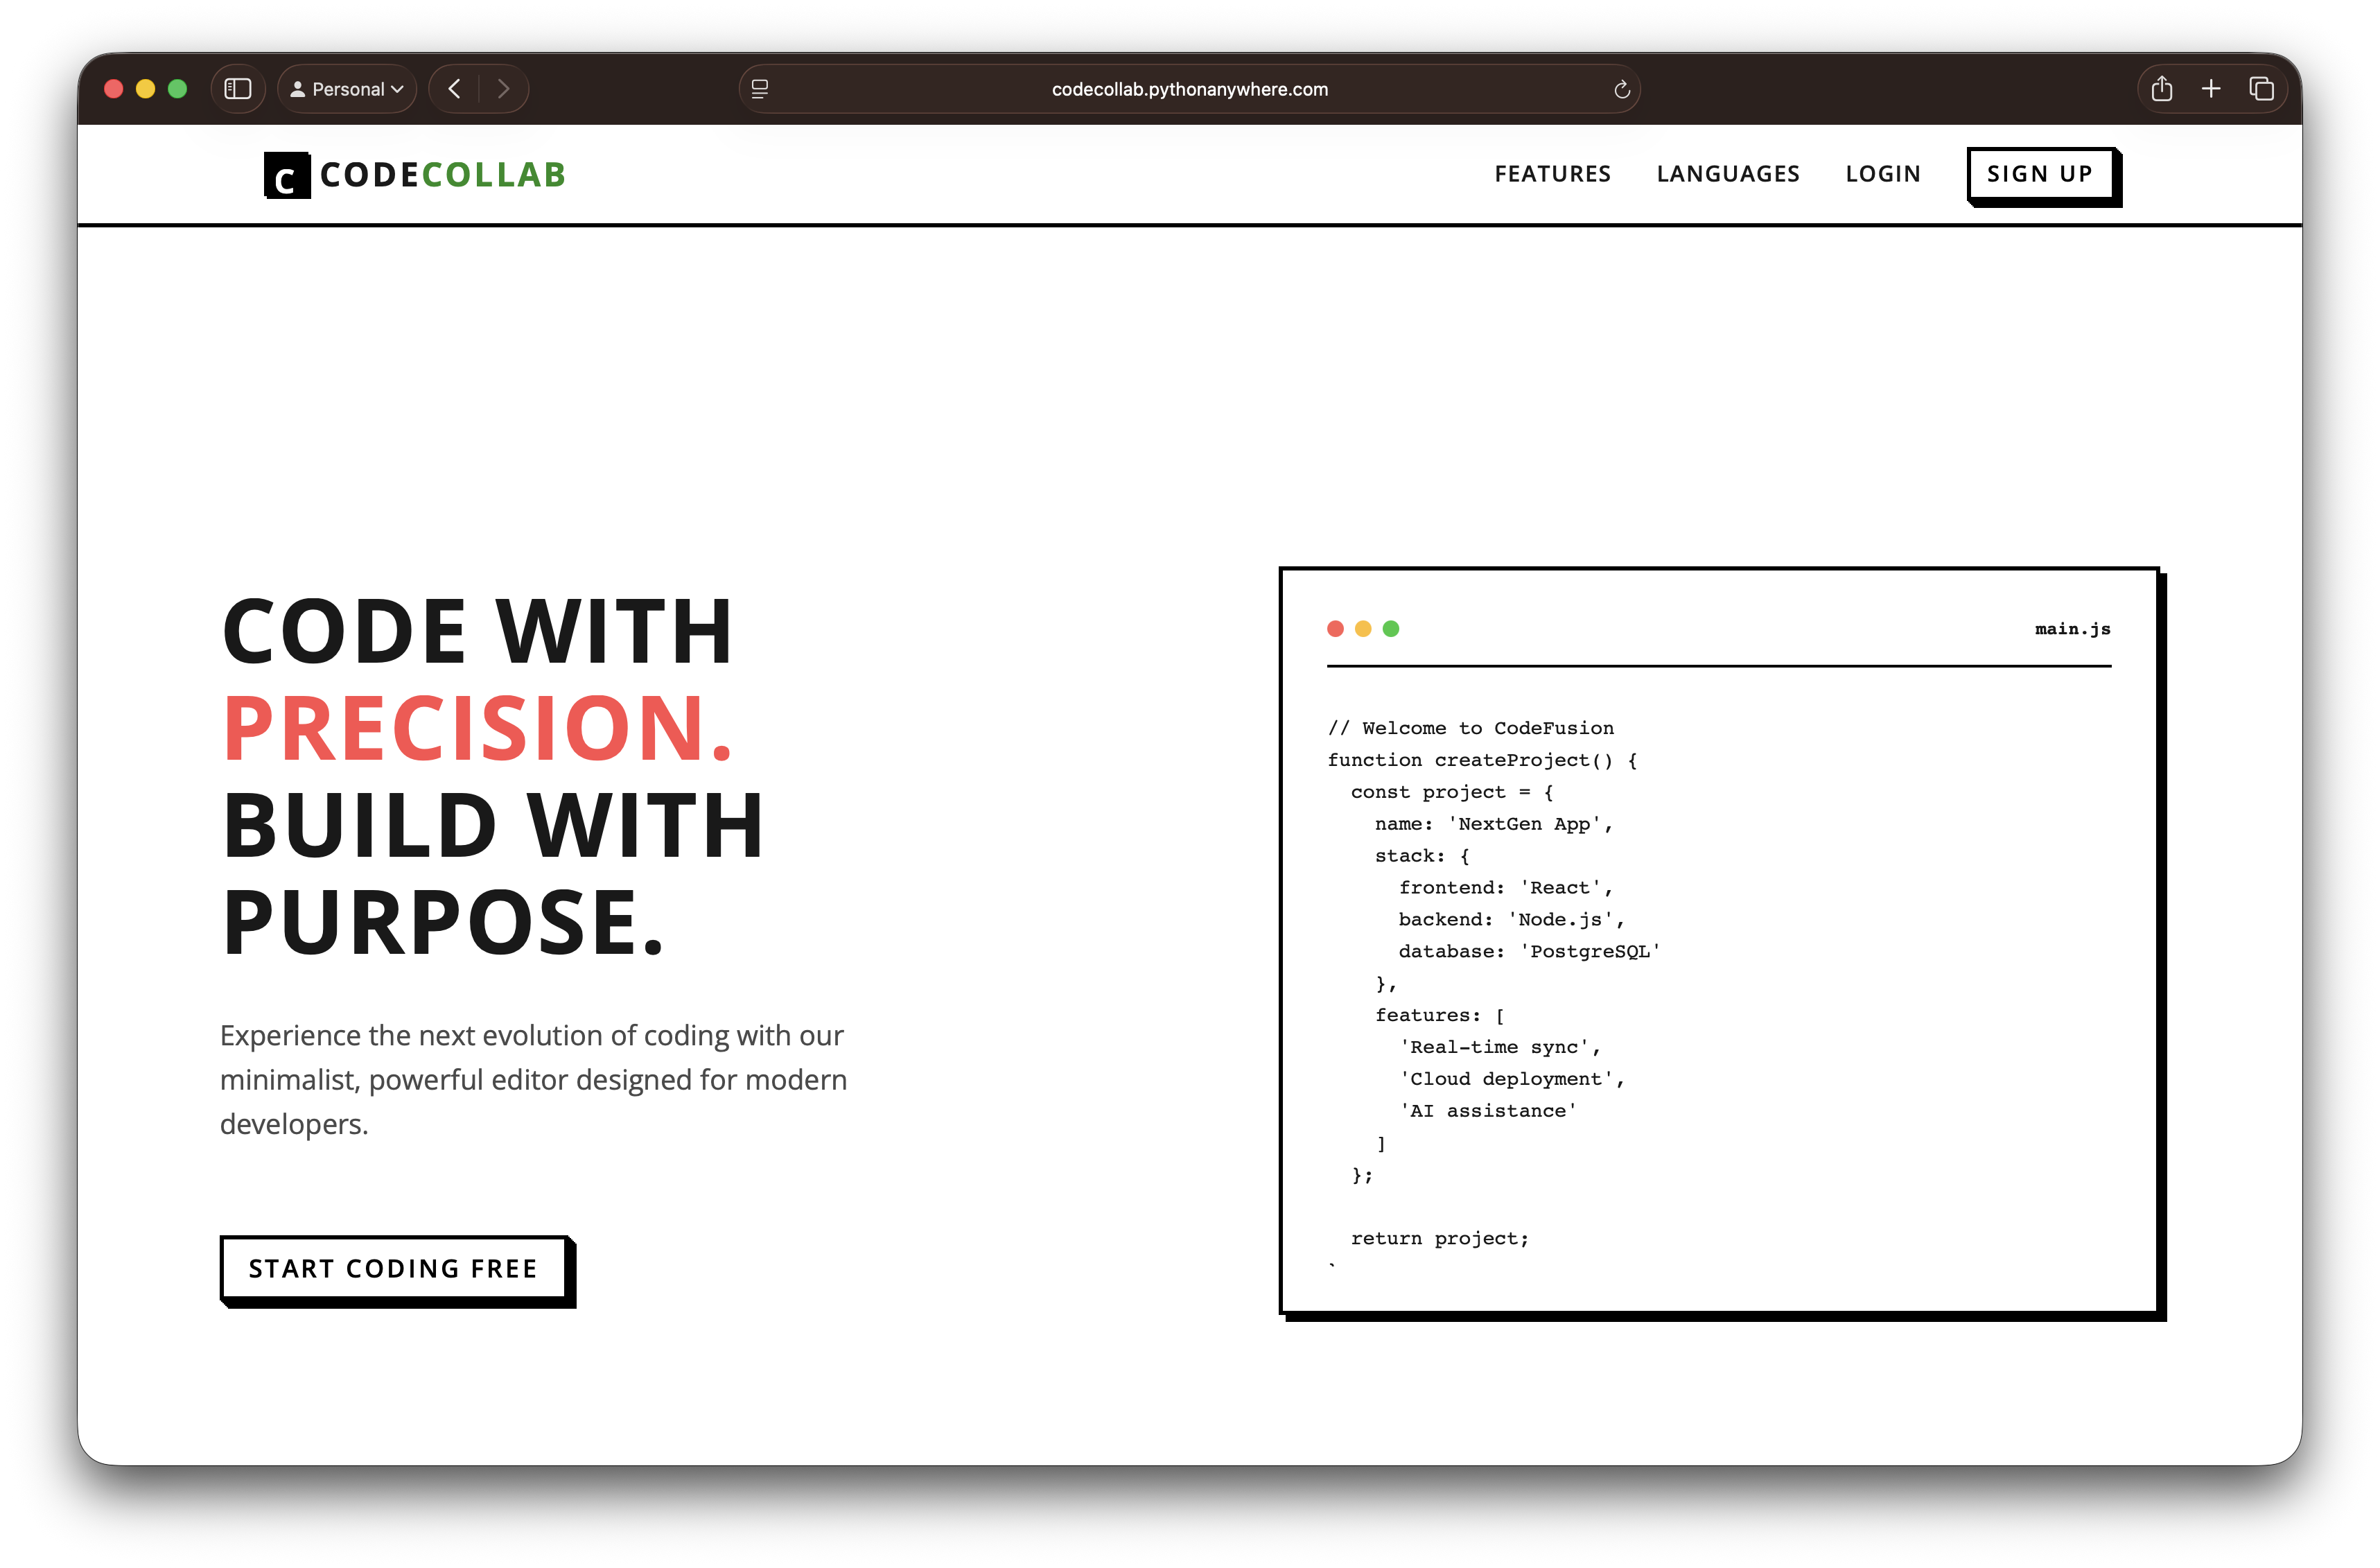 Personal
codecollab.pythonanywhere.com
C CODECOLLAB
FEATURES LANGUAGES LOGIN SIGN UP
CODE WITH
PRECISION.
BUILD WITH
PURPOSE.
Experience the next evolution of coding with our
minimalist, powerful editor designed for modern
developers.
START CODING FREE
main.js
// Welcome to CodeFusion
function createProject() {
  const project = {
    name: 'NextGen App',
    stack: {
      frontend: 'React',
      backend: 'Node.js',
      database: 'PostgreSQL'
    },
    features: [
      'Real-time sync',
      'Cloud deployment',
      'AI assistance'
    ]
  };

  return project;